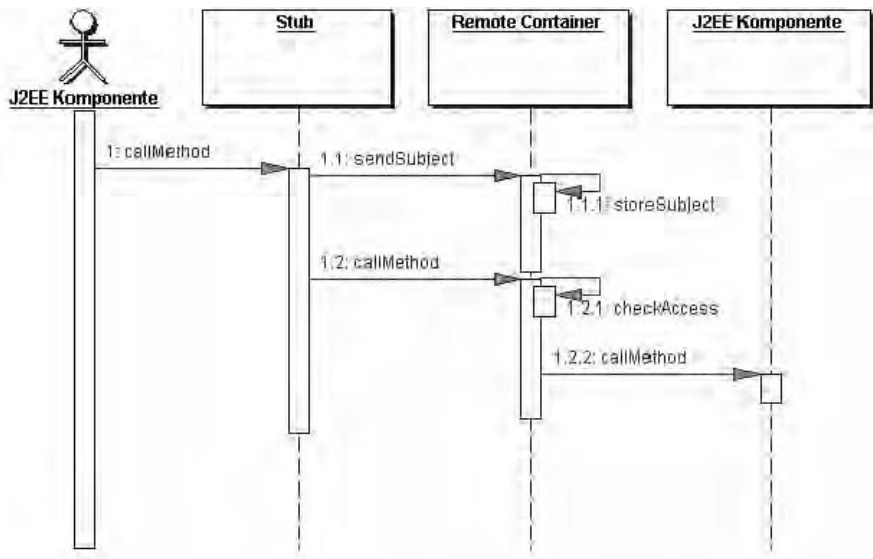 Stub
Remote Container
J2EE Komponente
J2EE Komponente
1: callMethod
1.1: sendSubject
1.1.1: storeSubject
1.2: callMethod
1.2.1: checkAccess
1.2.2: callMethod